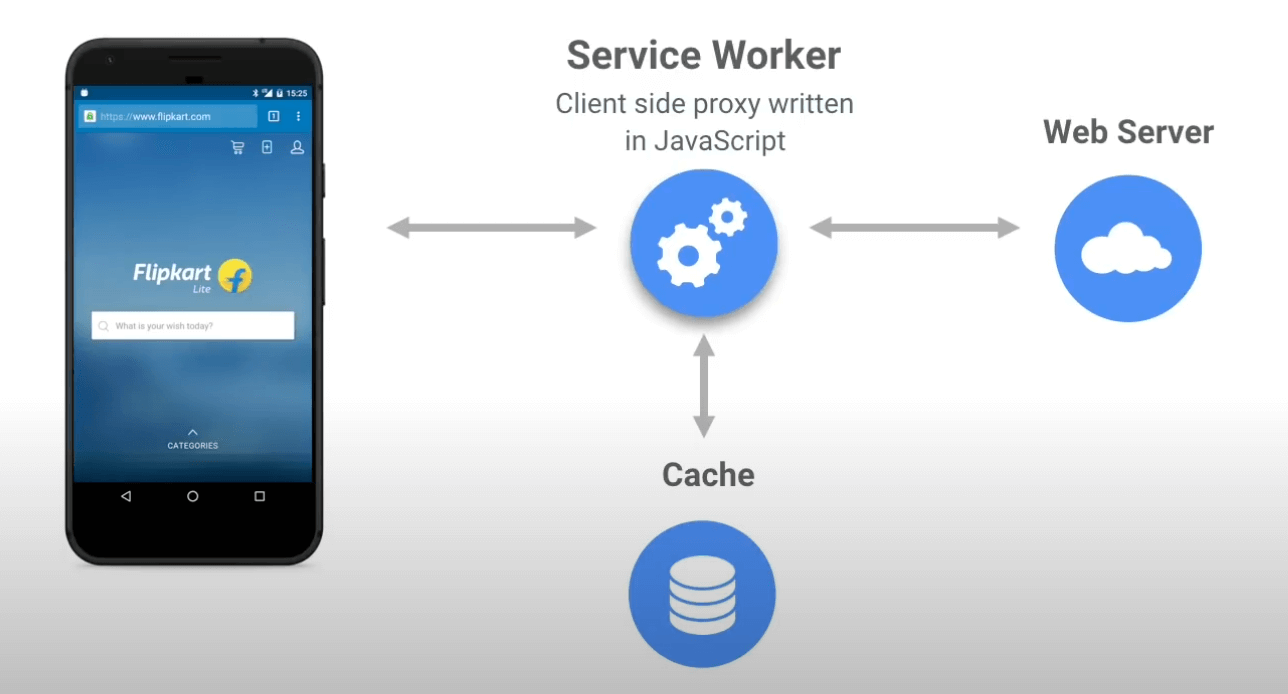 15:25
https://www.flipkart.com
1
Flipkart
Lite
What is your wish today?
CATEGORIES
Service Worker
Client side proxy written
in JavaScript
Web Server
Cache